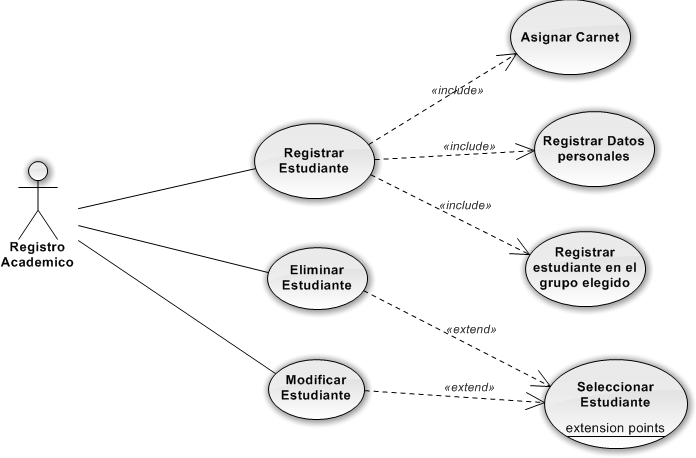 Asignar Carnet
«include»
Registrar
Estudiante
«include»
Registrar Datos
personales
«include»
Registro
Academico
Eliminar
Estudiante
Registrar
estudiante en el
grupo elegido
«extend»
Modificar
Estudiante
«extend»
Seleccionar
Estudiante
extension points